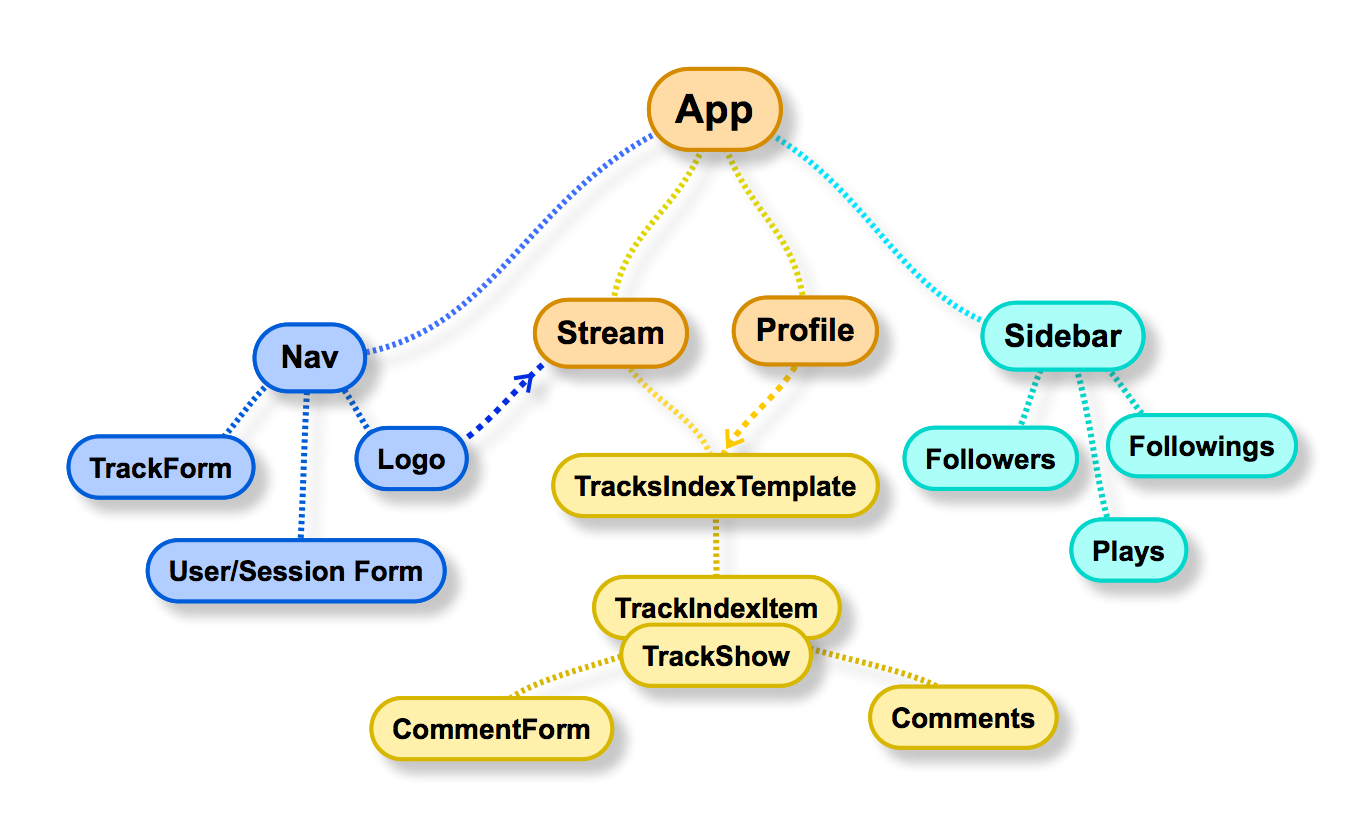 App
Stream
Profile
Sidebar
Nav
TrackForm
Logo
TracksIndexTemplate
Followers
Followings
User/Session Form
Plays
TrackIndexItem
TrackShow
CommentForm
Comments